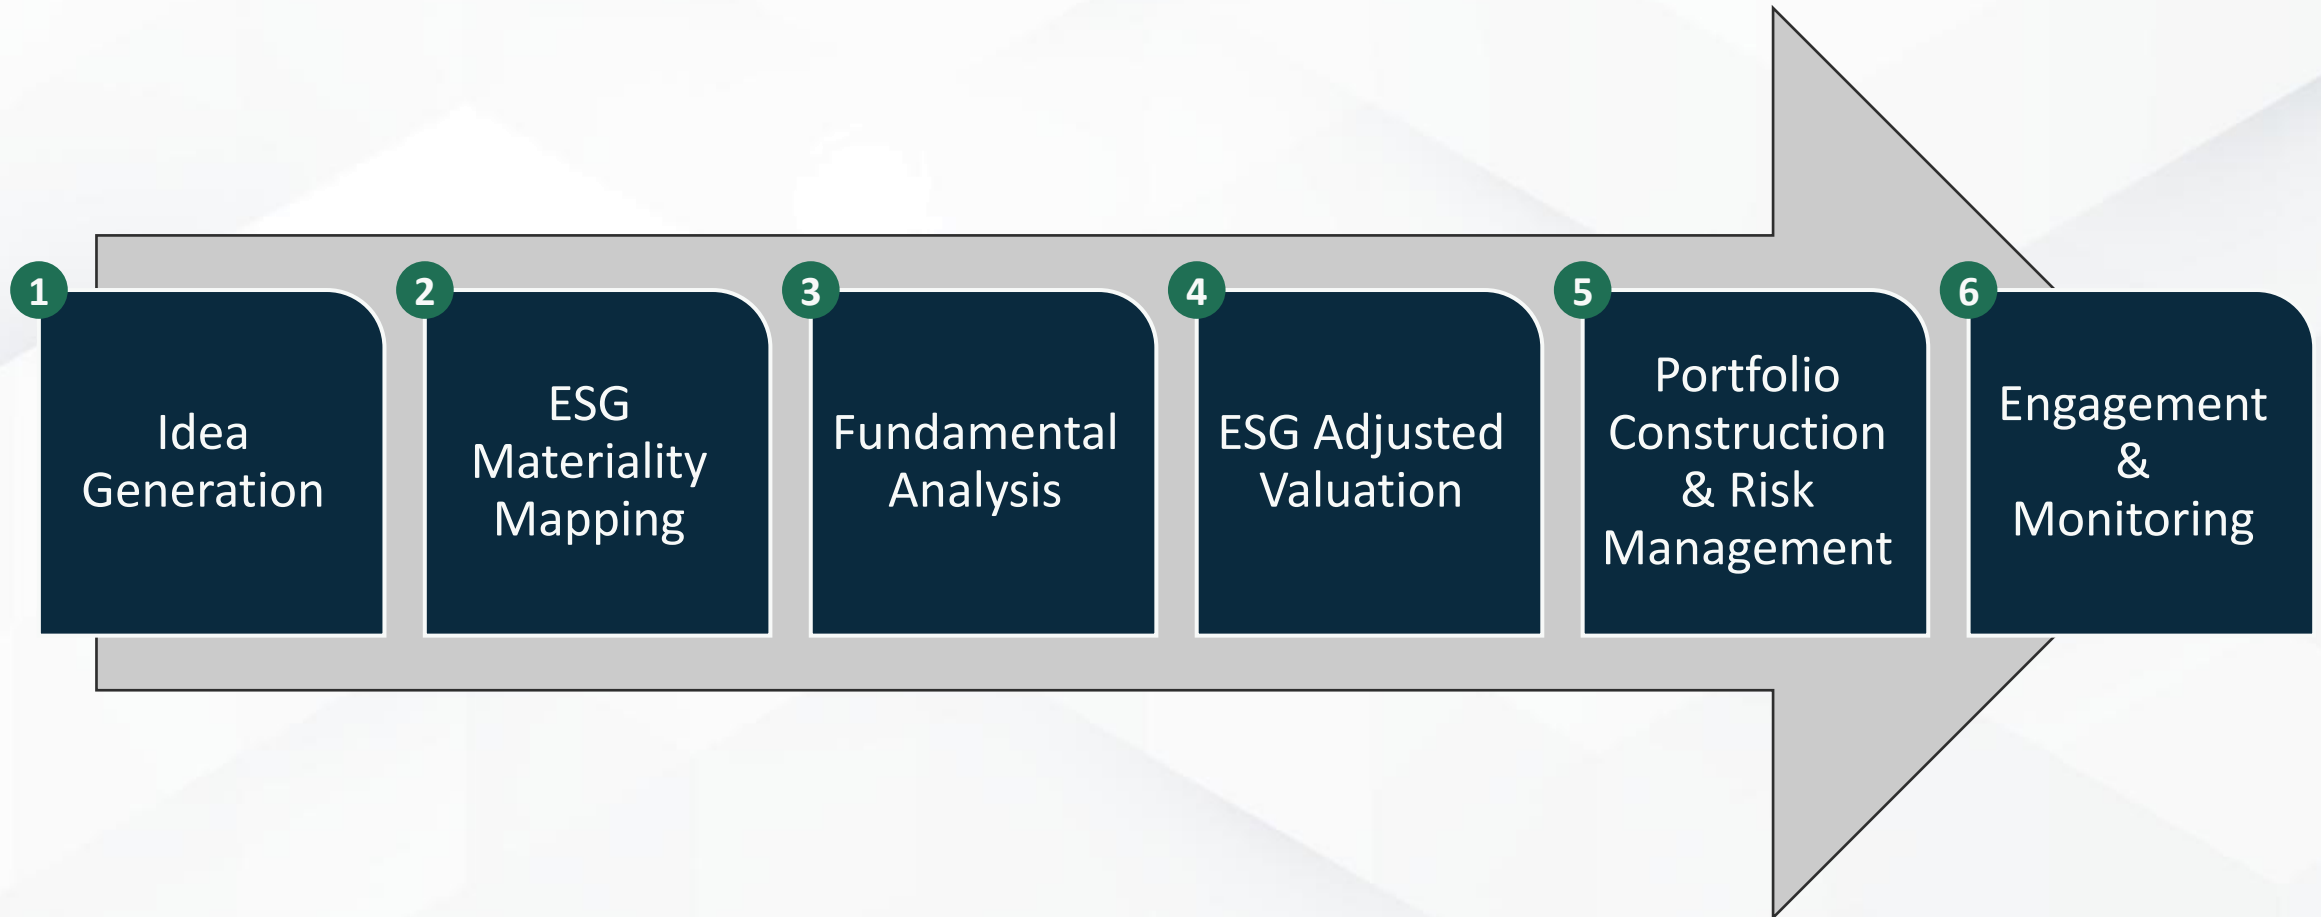 1
Idea
Generation
2
ESG
Materiality
Mapping
3
Fundamental
Analysis
4
ESG Adjusted
Valuation
5
Portfolio
Construction
& Risk
Management
6
Engagement
&
Monitoring